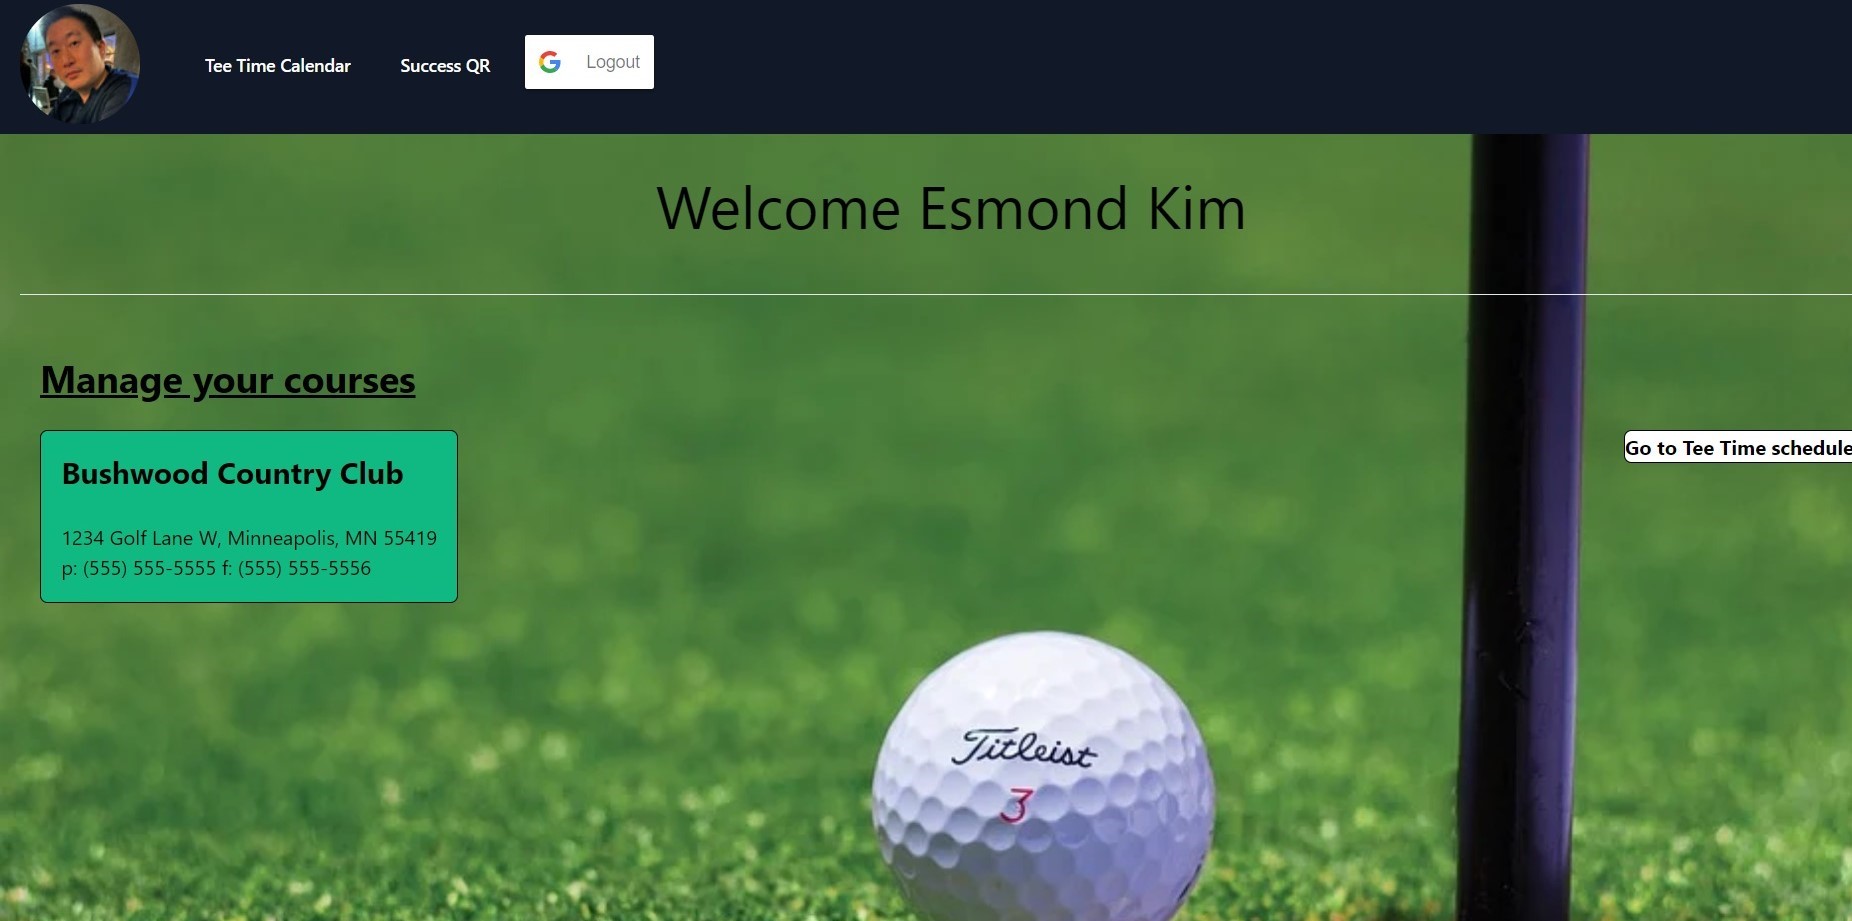 Tee Time Calendar
Success QR
Logout
Welcome Esmond Kim
Manage your courses
Bushwood Country Club
Go to Tee Time schedule
1234 Golf Lane W, Minneapolis, MN 55419
p: (555) 555-5555 f: (555) 555-5556
Titleist
3